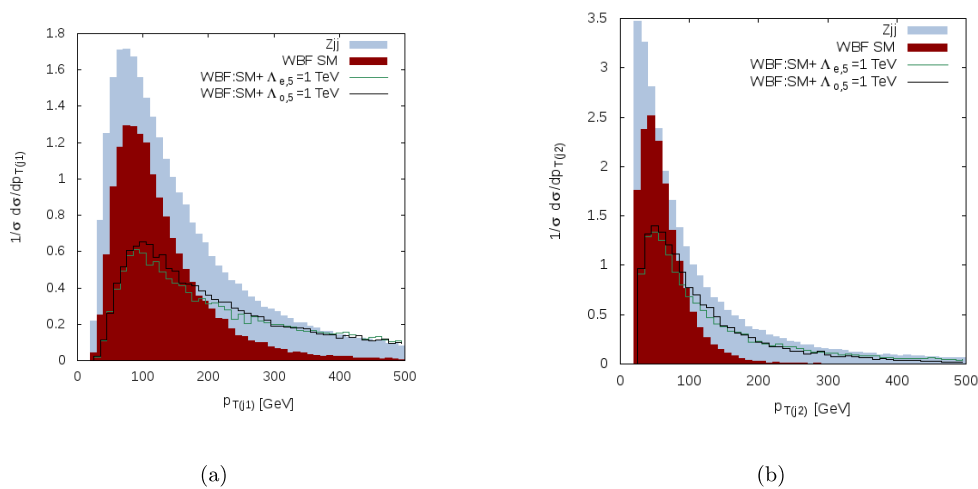 1.8
1.6
1.4
1.2
1
0.8
0.6
0.4
0.2
0
0 100 200 300 400 500
1/σ dσ/dp_T(j1)
p_T(j1) [GeV]
Zjj
WBF SM
WBF:SM+ Λ_e,5 =1 TeV
WBF:SM+ Λ_o,5 =1 TeV
(a)
3.5
3
2.5
2
1.5
1
0.5
0
0 100 200 300 400 500
1/σ dσ/dp_T(j2)
p_T(j2) [GeV]
Zjj
WBF SM
WBF:SM+ Λ_e,5 =1 TeV
WBF:SM+ Λ_o,5 =1 TeV
(b)